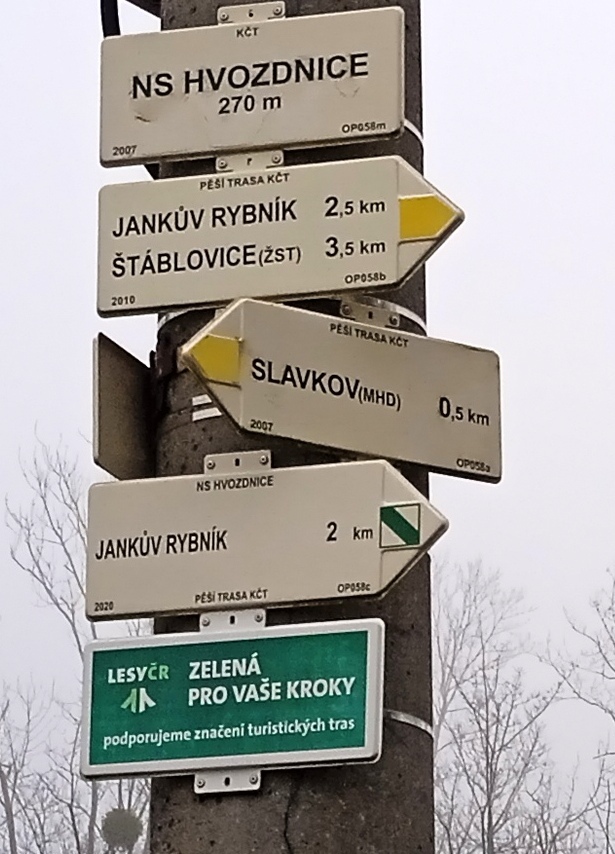 KČT
NS HVOZDNICE
270 m
2007 OP058m
PĚŠÍ TRASA KČT
JANKŮV RYBNÍK 2,5 km
ŠTÁBLOVICE(ŽST) 3,5 km
2010 OP058b
PĚŠÍ TRASA KČT
SLAVKOV(MHD) 0,5 km
2007 OP058a
NS HVOZDNICE
JANKŮV RYBNÍK 2 km
2020 PĚŠÍ TRASA KČT OP058c
LESYČR ZELENÁ
PRO VAŠE KROKY
podporujeme značení turistických tras